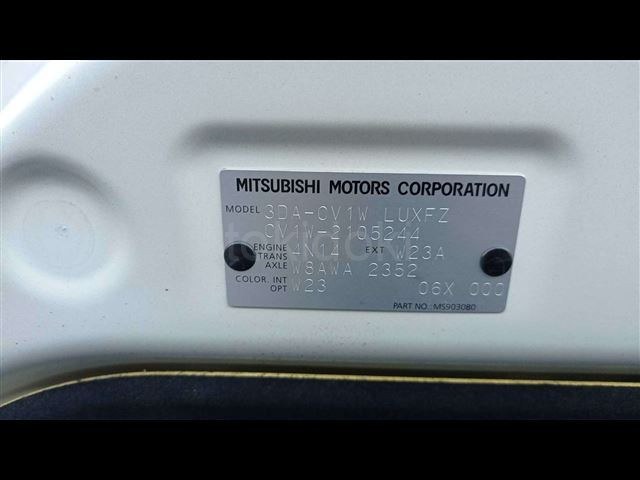 MITSUBISHI MOTORS CORPORATION
MODEL 3DA-CV1W LUXFZ
CV1W-2105244
ENGINE 4N14 EXT W23A
TRANS AXLE W8AWA 2352
COLOR. INT OPT W23 06X 000
PART NO.: MS903080